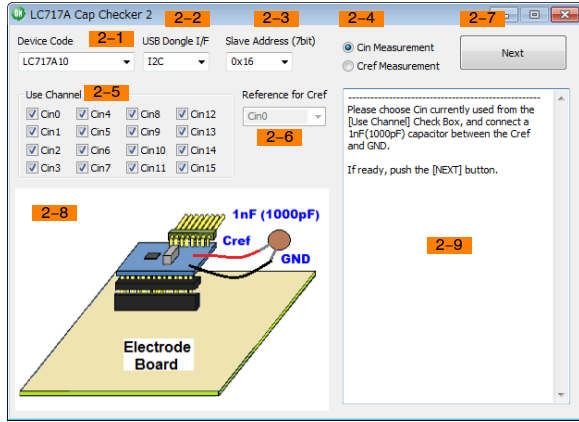 ON LC717A Cap Checker 2
2-1
2-2
2-3
2-4
2-7
Device Code
USB Dongle I/F
Slave Address (7bit)
LC717A10
I2C
0x16
Cin Measurement
Cref Measurement
Next
Use Channel
2-5
Reference for Cref
Cin0 Cin4 Cin8 Cin12
Cin1 Cin5 Cin9 Cin13
Cin2 Cin6 Cin10 Cin14
Cin3 Cin7 Cin11 Cin15
Cin0
2-6
--------------------------------------------------
Please choose Cin currently used from the
[Use Channel] Check Box, and connect a
1nF(1000pF) capacitor between the Cref
and GND.
If ready, push the [NEXT] button.
2-8
1nF (1000pF)
Cref
GND
Electrode
Board
2-9